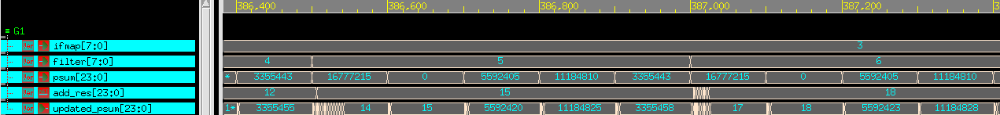 386,400 386,600 386,800 387,000 387,200
G1
ifmap[7:0] 3
filter[7:0] 4 5 6
psum[23:0] * 3355443 16777215 0 5592405 11184810 3355443 16777215 0 5592405 11184810
add_res[23:0] 12 15 18
updated_psum[23:0] 1* 3355455 14 15 5592420 11184825 3355458 17 18 5592423 11184828